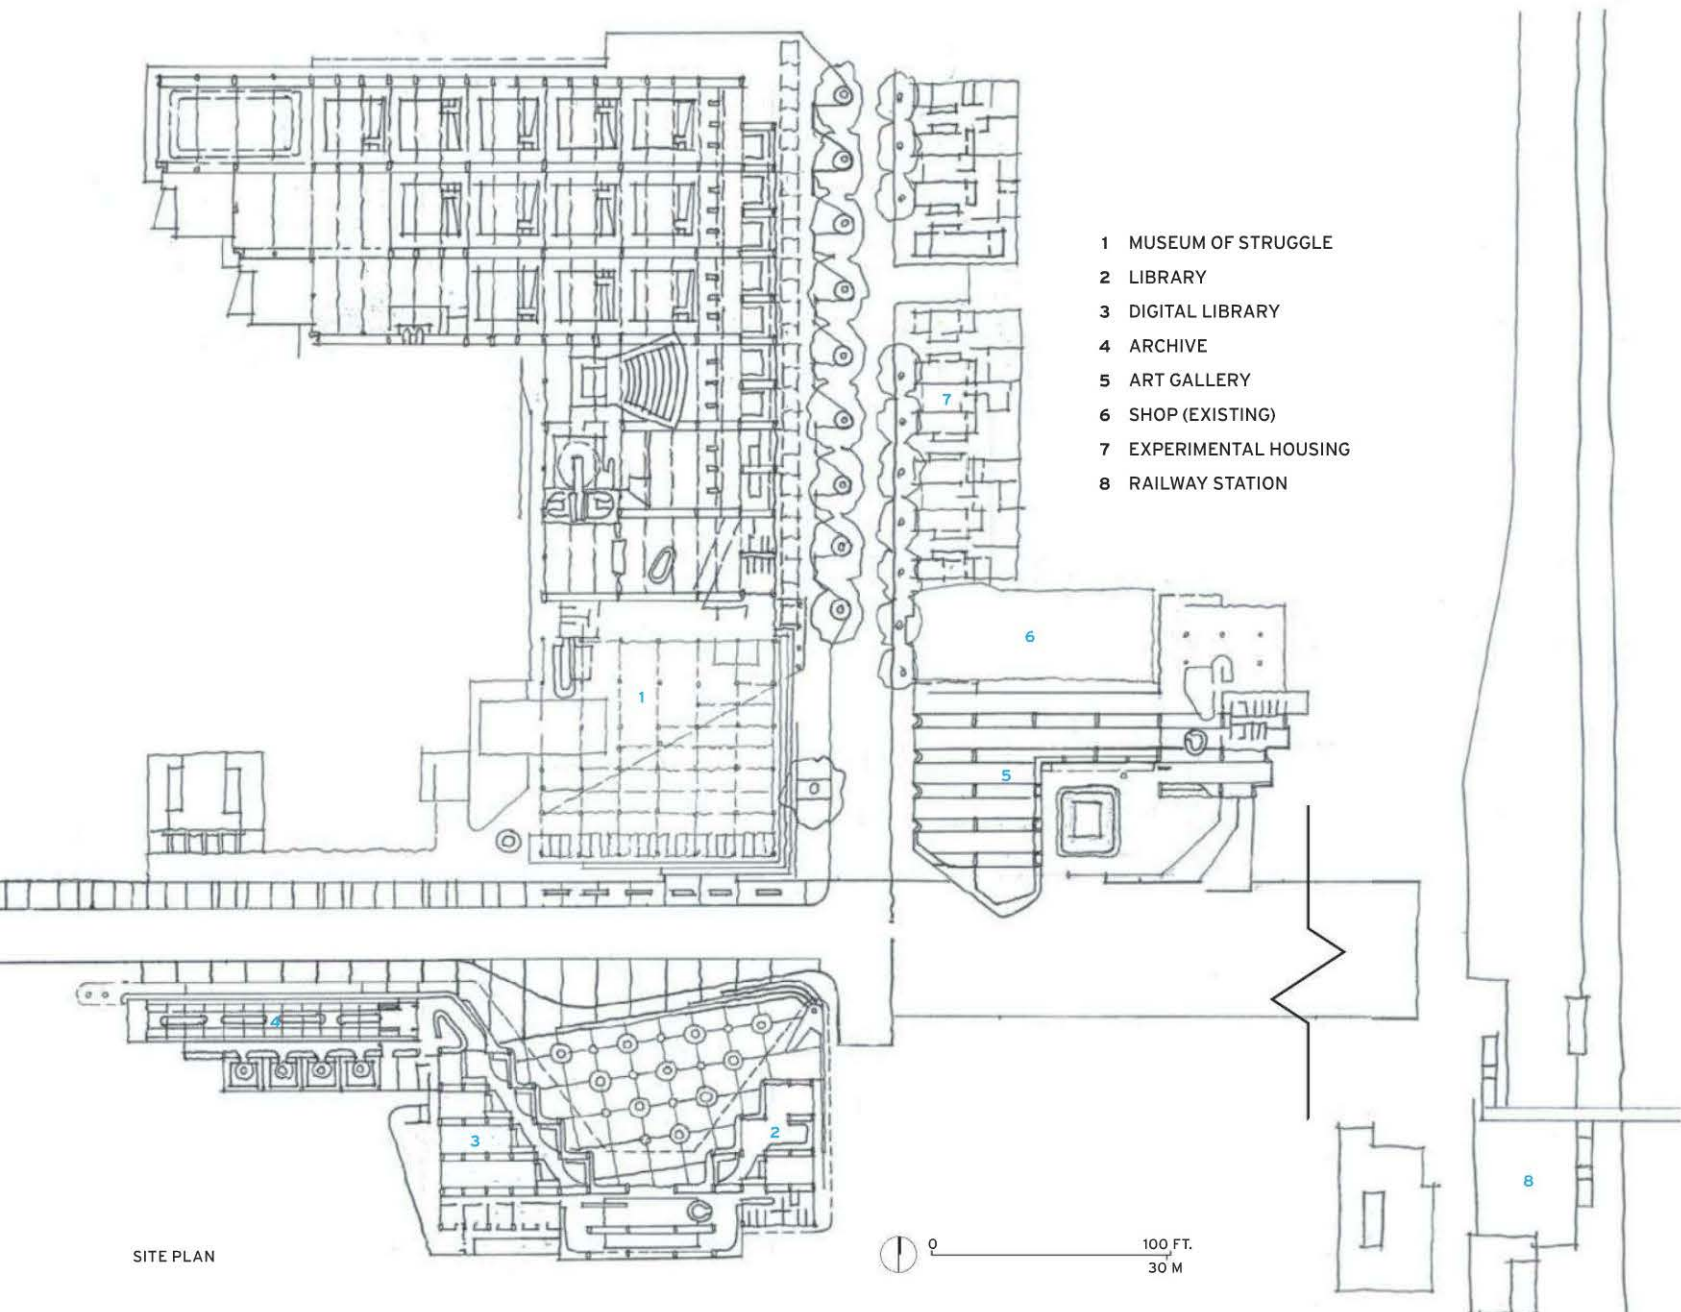 1 MUSEUM OF STRUGGLE
2 LIBRARY
3 DIGITAL LIBRARY
4 ARCHIVE
5 ART GALLERY
6 SHOP (EXISTING)
7 EXPERIMENTAL HOUSING
8 RAILWAY STATION
7
6
1
5
4
3
2
8
SITE PLAN
0 100 FT.
30 M